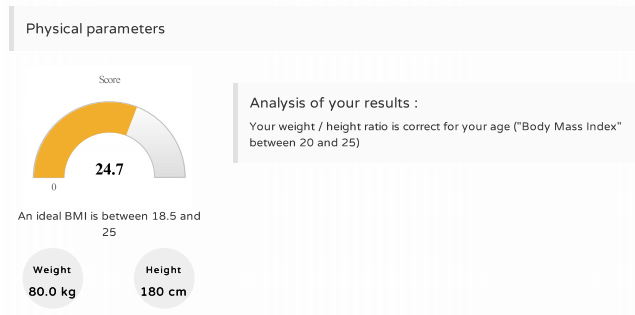 Physical parameters
Score
24.7
0
An ideal BMI is between 18.5 and
25
Weight
80.0 kg
Height
180 cm
Analysis of your results :
Your weight / height ratio is correct for your age ("Body Mass Index"
between 20 and 25)